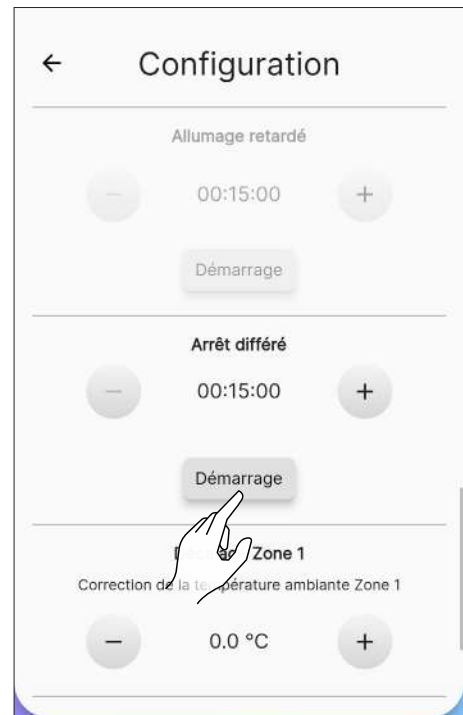 ← Configuration
Allumage retardé
− 00:15:00 +
Démarrage
Arrêt différé
− 00:15:00 +
Démarrage
Zone 1
Correction de la température ambiante Zone 1
− 0.0 °C +